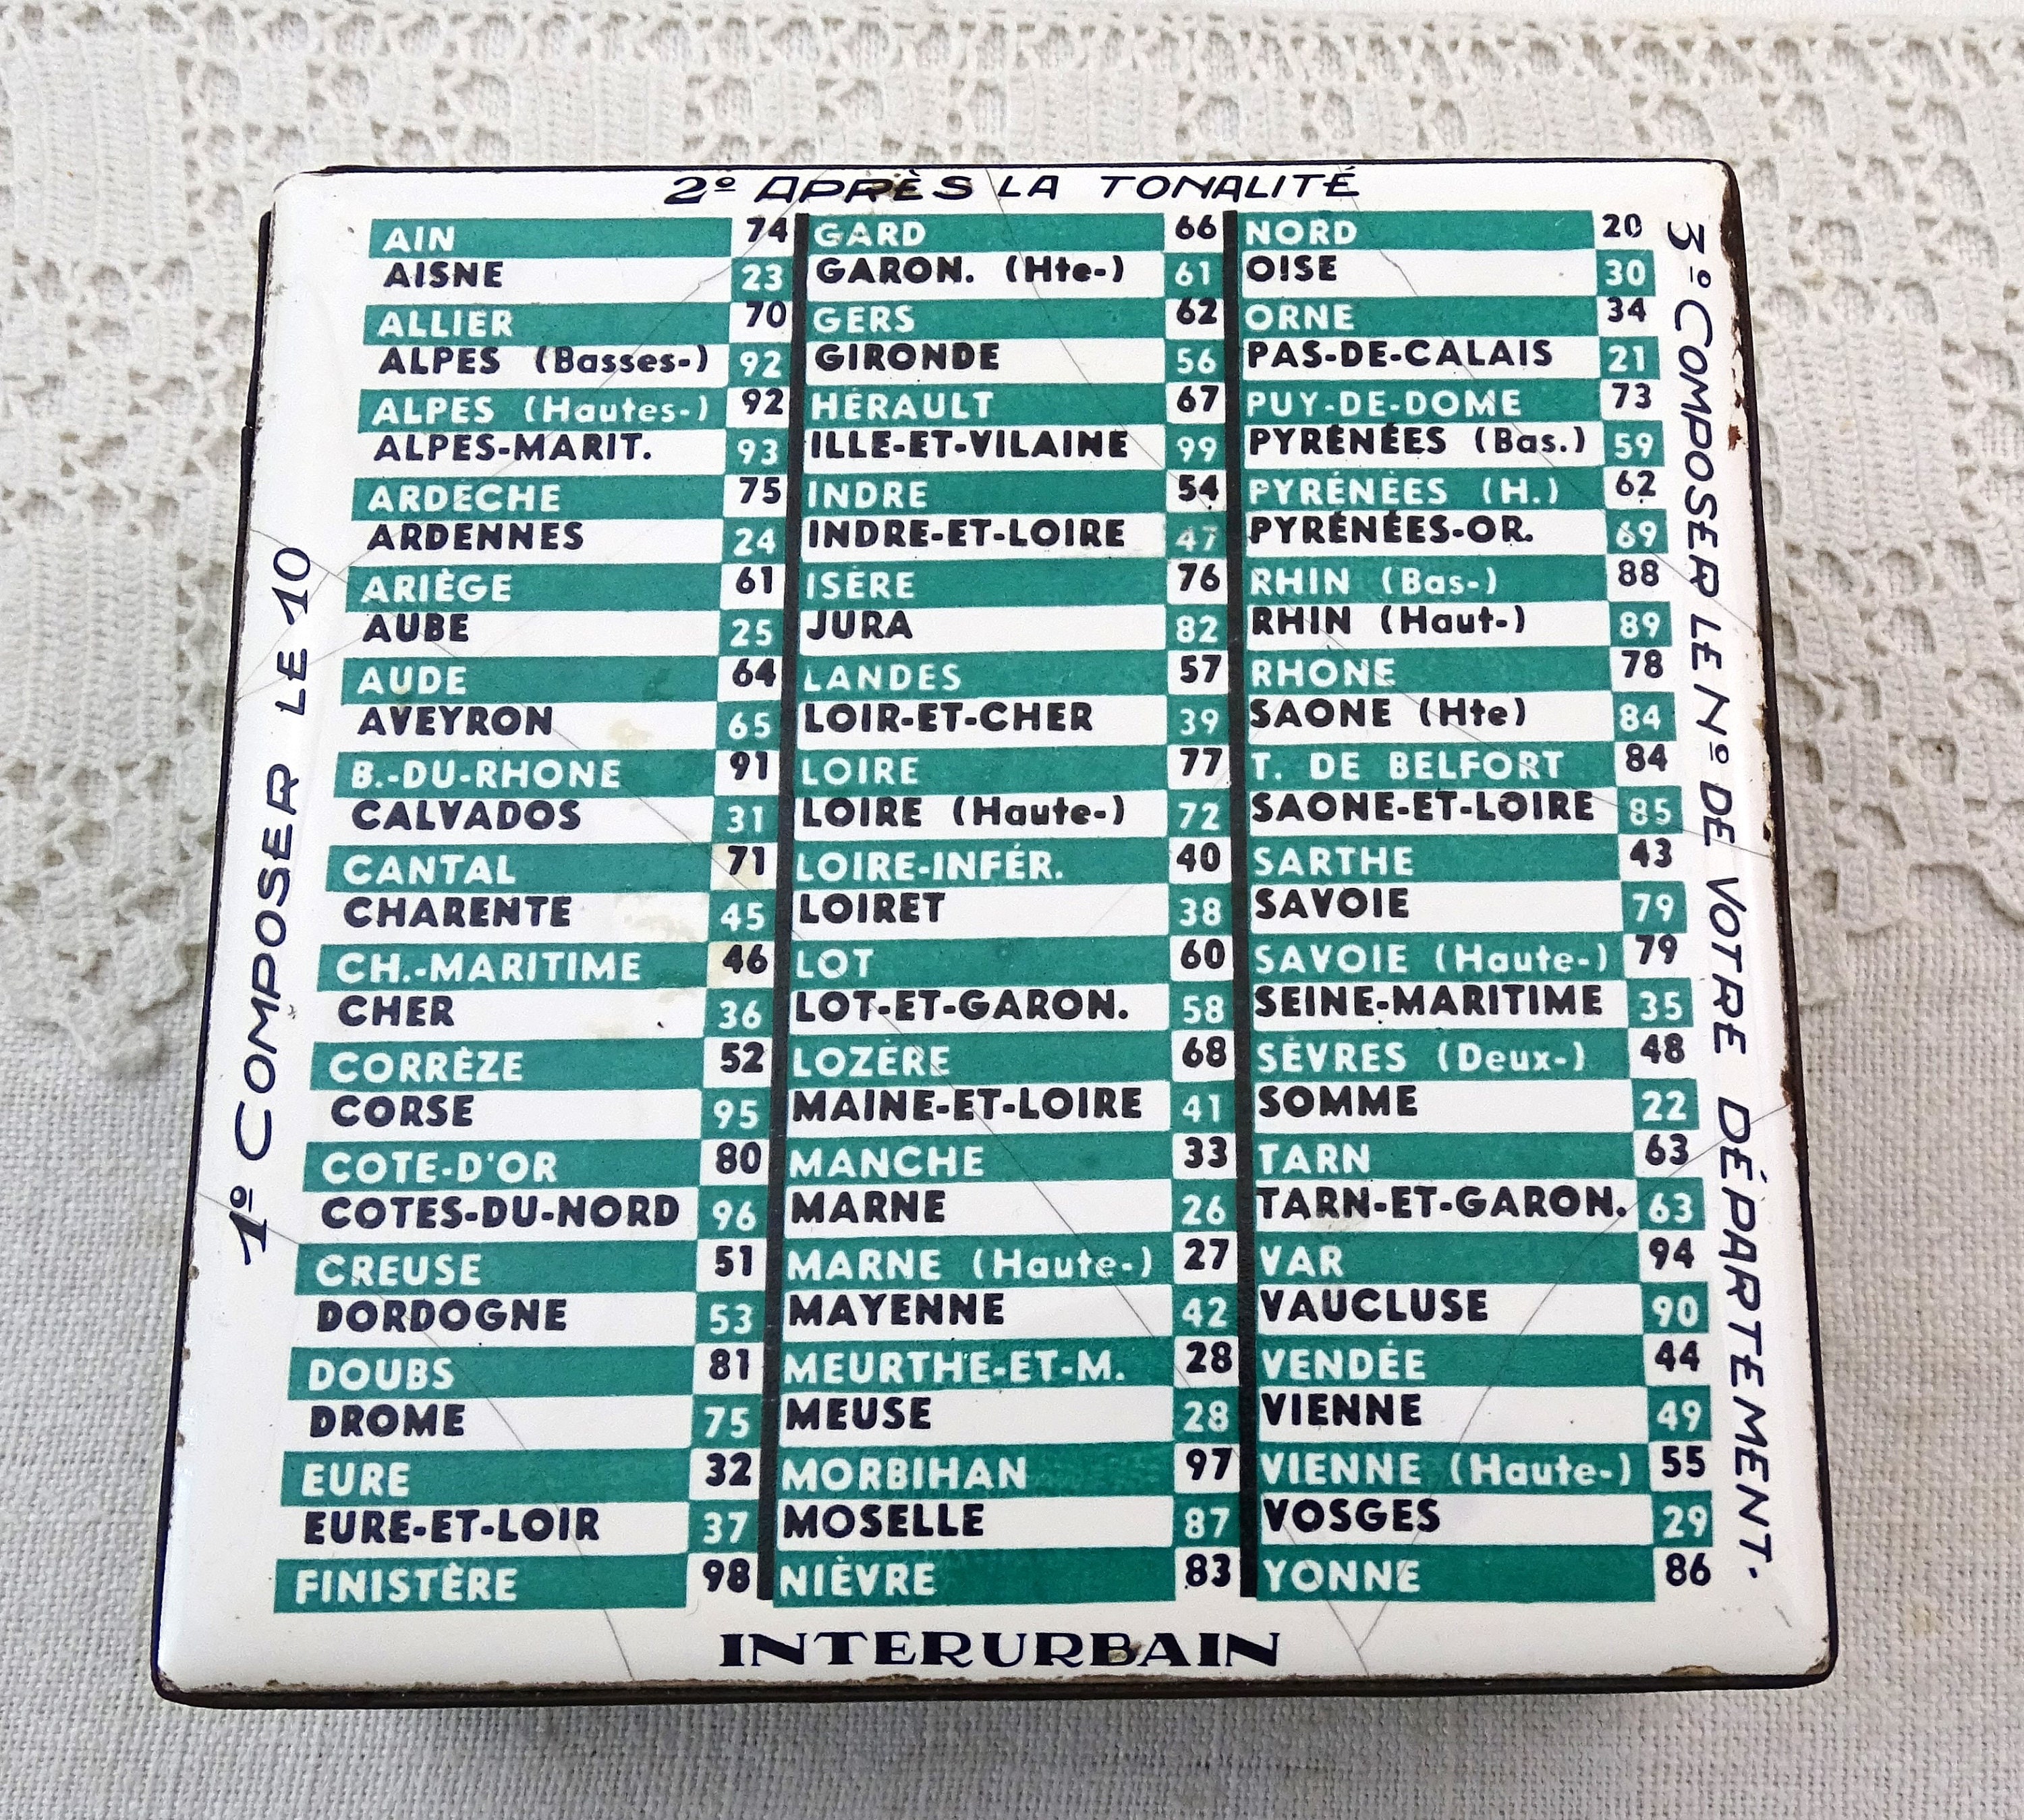 1º COMPOSER LE 10
2º APRÈS LA TONALITÉ
3º COMPOSER LE Nº DE VOTRE DÉPARTEMENT.
AIN 74
AISNE 23
ALLIER 70
ALPES (Basses-) 92
ALPES (Hautes-) 92
ALPES-MARIT. 93
ARDÈCHE 75
ARDENNES 24
ARIÈGE 61
AUBE 25
AUDE 64
AVEYRON 65
B.-DU-RHONE 91
CALVADOS 31
CANTAL 71
CHARENTE 45
CH.-MARITIME 46
CHER 36
CORRÈZE 52
CORSE 95
COTE-D'OR 80
COTES-DU-NORD 96
CREUSE 51
DORDOGNE 53
DOUBS 81
DROME 75
EURE 32
EURE-ET-LOIR 37
FINISTÈRE 98
GARD 66
GARON. (Hte-) 61
GERS 62
GIRONDE 56
HÉRAULT 67
ILLE-ET-VILAINE 99
INDRE 54
INDRE-ET-LOIRE 47
ISÈRE 76
JURA 82
LANDES 57
LOIR-ET-CHER 39
LOIRE 77
LOIRE (Haute-) 72
LOIRE-INFÉR. 40
LOIRET 38
LOT 60
LOT-ET-GARON. 58
LOZÈRE 68
MAINE-ET-LOIRE 41
MANCHE 33
MARNE 26
MARNE (Haute-) 27
MAYENNE 42
MEURTHE-ET-M. 28
MEUSE 28
MORBIHAN 97
MOSELLE 87
NIÈVRE 83
NORD 20
OISE 30
ORNE 34
PAS-DE-CALAIS 21
PUY-DE-DOME 73
PYRÉNÉES (Bas.) 59
PYRÉNÉES (H.) 62
PYRÉNÉES-OR. 69
RHIN (Bas-) 88
RHIN (Haut-) 89
RHONE 78
SAONE (Hte) 84
T. DE BELFORT 84
SAONE-ET-LOIRE 85
SARTHE 43
SAVOIE 79
SAVOIE (Haute-) 79
SEINE-MARITIME 35
SÈVRES (Deux-) 48
SOMME 22
TARN 63
TARN-ET-GARON. 63
VAR 94
VAUCLUSE 90
VENDÉE 44
VIENNE 49
VIENNE (Haute-) 55
VOSGES 29
YONNE 86
INTERURBAIN